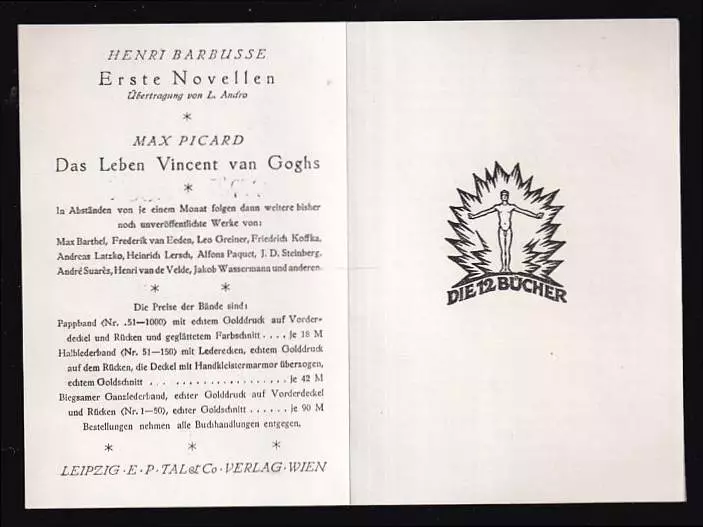 HENRI BARBUSSE
Erste Novellen
Übertragung von L. Andro
*
MAX PICARD
Das Leben Vincent van Goghs
*
In Abständen von je einem Monat folgen dann weitere bisher
noch unveröffentlichte Werke von:
Max Barthel, Frederik van Eeden, Leo Greiner, Friedrich Koffka,
Andreas Latzko, Heinrich Lersch, Alfons Paquet, J. D. Steinberg,
André Suarès, Henri van de Velde, Jakob Wassermann und anderen.
* *
Die Preise der Bände sind:
Pappband (Nr. .51—1000) mit echtem Golddruck auf Vorder-
deckel und Rücken und geglättetem Farbschnitt . . . . je 18 M
Halblederband (Nr. 51—150) mit Lederecken, echtem Golddruck
auf dem Rücken, die Deckel mit Handkleistermarmor überzogen,
echtem Goldschnitt . . . . . . . . . . . . . . . . . . . . je 42 M
Biegsamer Ganzlederband, echter Golddruck auf Vorderdeckel
und Rücken (Nr. 1—50), echter Goldschnitt . . . . . . je 90 M
Bestellungen nehmen alle Buchhandlungen entgegen.
* * *
LEIPZIG · E · P · TAL & Co · VERLAG · WIEN
DIE 12 BÜCHER